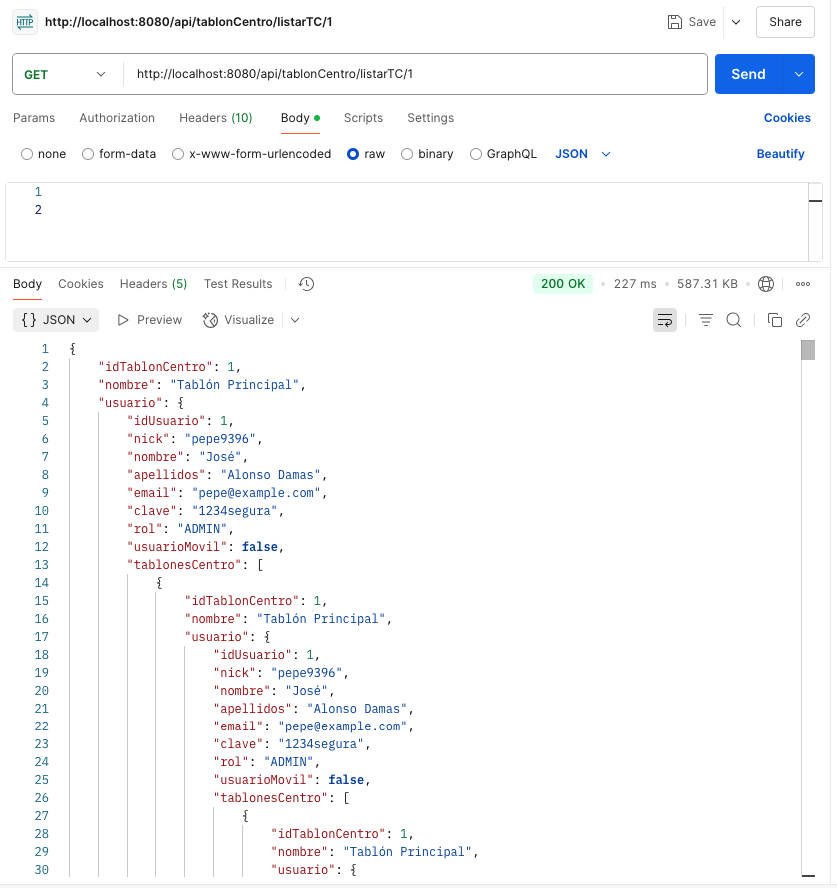 HTTP http://localhost:8080/api/tablonCentro/listarTC/1 Save Share
GET http://localhost:8080/api/tablonCentro/listarTC/1 Send
Params Authorization Headers (10) Body Scripts Settings Cookies
none form-data x-www-form-urlencoded raw binary GraphQL JSON Beautify
1
2
Body Cookies Headers (5) Test Results 200 OK 227 ms 587.31 KB
{} JSON Preview Visualize
1 {
2 "idTablonCentro": 1,
3 "nombre": "Tablón Principal",
4 "usuario": {
5 "idUsuario": 1,
6 "nick": "pepe9396",
7 "nombre": "José",
8 "apellidos": "Alonso Damas",
9 "email": "pepe@example.com",
10 "clave": "1234segura",
11 "rol": "ADMIN",
12 "usuarioMovil": false,
13 "tablonesCentro": [
14 {
15 "idTablonCentro": 1,
16 "nombre": "Tablón Principal",
17 "usuario": {
18 "idUsuario": 1,
19 "nick": "pepe9396",
20 "nombre": "José",
21 "apellidos": "Alonso Damas",
22 "email": "pepe@example.com",
23 "clave": "1234segura",
24 "rol": "ADMIN",
25 "usuarioMovil": false,
26 "tablonesCentro": [
27 {
28 "idTablonCentro": 1,
29 "nombre": "Tablón Principal",
30 "usuario": {